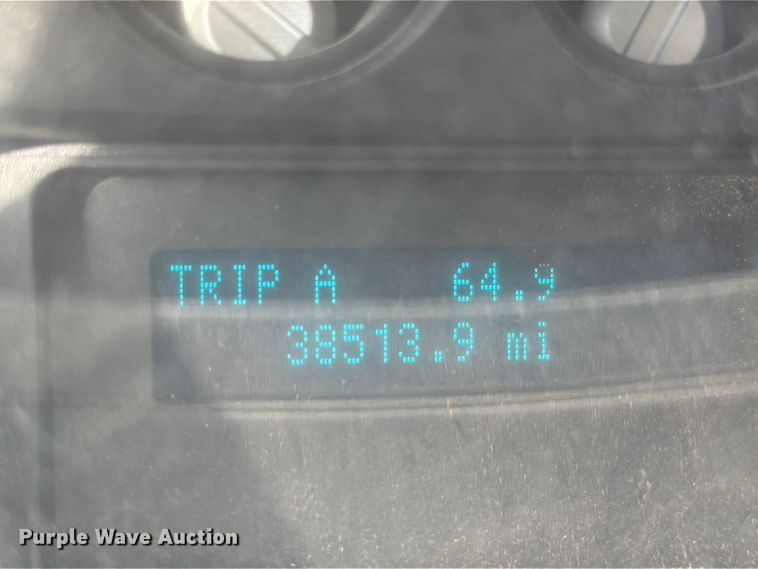 TRIP A 64.9
38513.9 mi
Purple Wave Auction